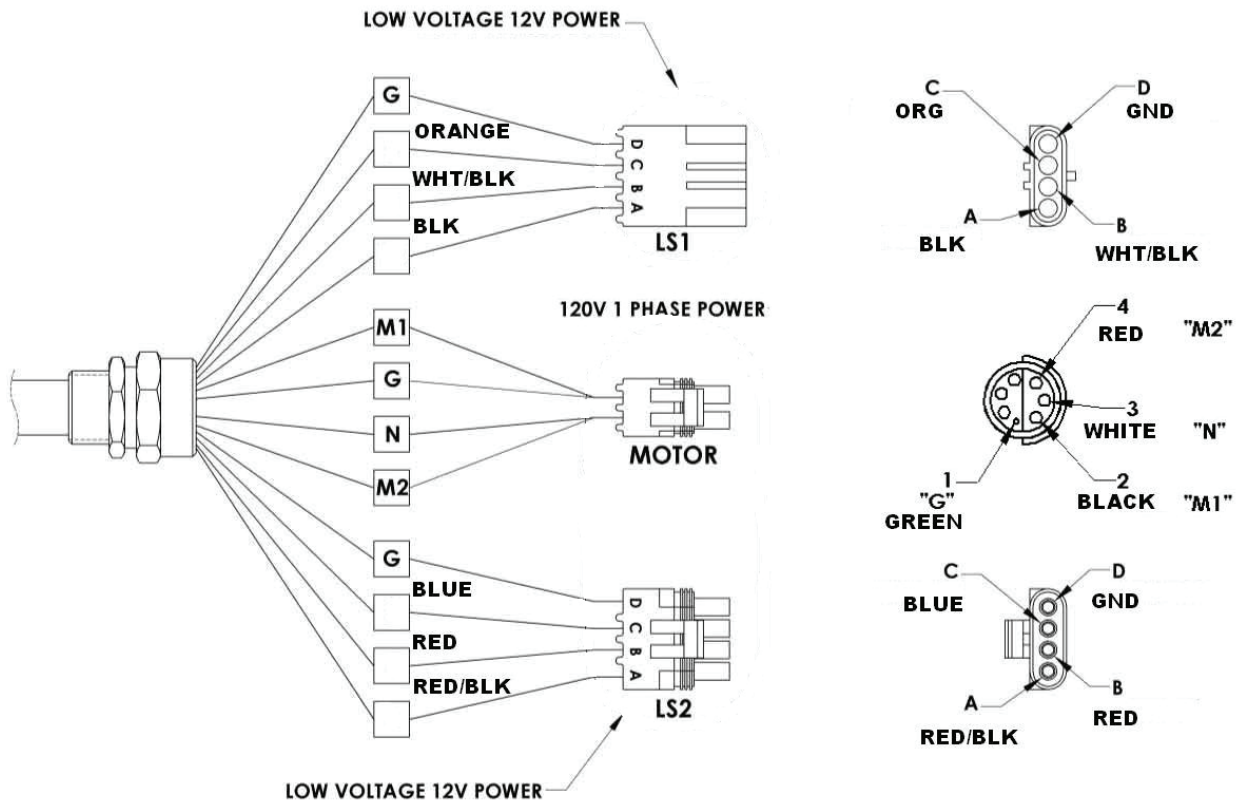 LOW VOLTAGE 12V POWER
G
ORANGE
WHT/BLK
BLK
D
C
B
A
LS1
C
ORG
D
GND
A
BLK
B
WHT/BLK
120V 1 PHASE POWER
M1
G
N
M2
MOTOR
4
RED "M2"
3
WHITE "N"
1
"G"
GREEN
2
BLACK "M1"
G
BLUE
RED
RED/BLK
D
C
B
A
LS2
C
BLUE
D
GND
A
RED/BLK
B
RED
LOW VOLTAGE 12V POWER